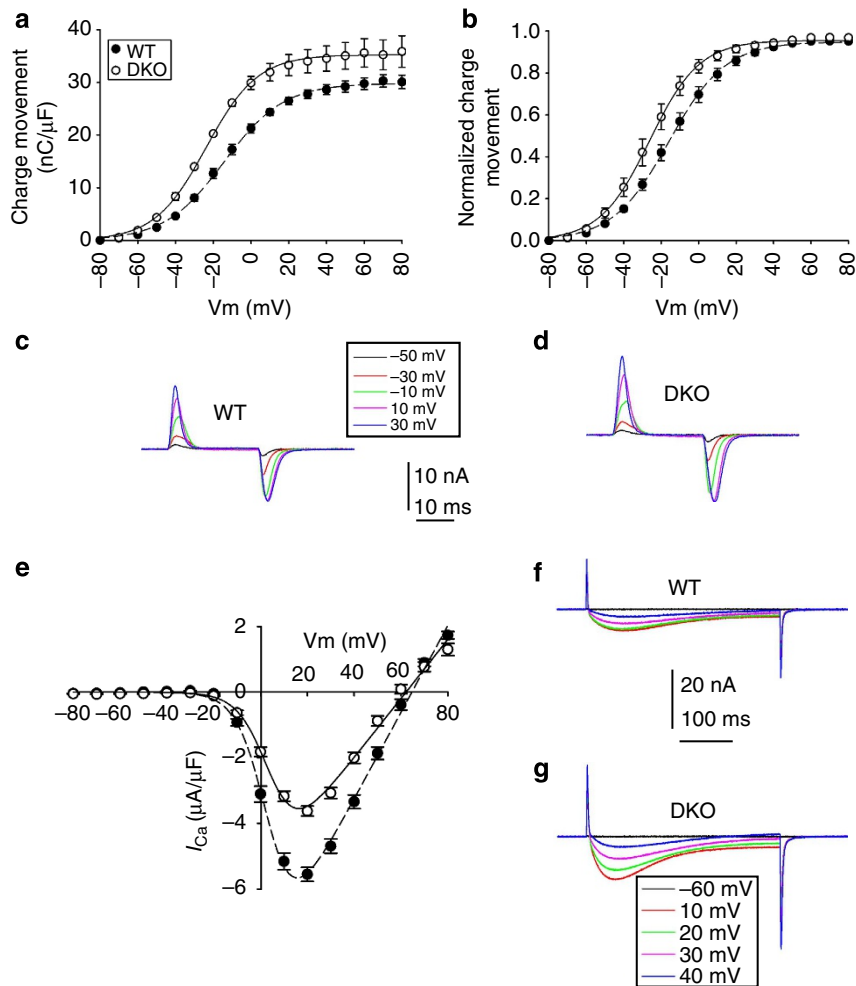 a
40
30
20
10
0
Charge movement
(nC/μF)
WT
DKO
−80
−60
−40
−20
0
20
40
60
80
Vm (mV)
b
1.0
0.8
0.6
0.4
0.2
0.0
Normalized charge
movement
−80
−60
−40
−20
0
20
40
60
80
Vm (mV)
c
WT
−50 mV
−30 mV
−10 mV
10 mV
30 mV
10 nA
10 ms
d
DKO
e
2
Vm (mV)
0
−80 −60 −40 −20
20 40 60 80
−2
−4
−6
ICa (μA/μF)
f
WT
20 nA
100 ms
g
DKO
−60 mV
10 mV
20 mV
30 mV
40 mV